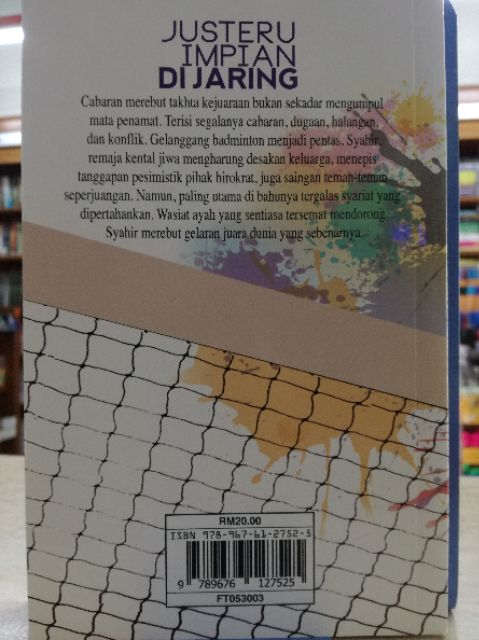 JUSTERU
IMPIAN
DI JARING
Cabaran merebut takhta kejuaraan bukan sekadar mengumpul
mata penamat. Terisi segalanya cabaran, dugaan, halangan,
dan konflik. Gelanggang badminton menjadi pentas. Syahir,
remaja kental jiwa mengharung desakan keluarga, menepis
tanggapan pesimistik pihak birokrat, juga saingan teman-teman
seperjuangan. Namun, paling utama di bahunya tergalas syariat yang
dipertahankan. Wasiat ayah yang sentiasa tersemat mendorong
Syahir merebut gelaran juara dunia yang sebenarnya.
RM20.00
ISBN 978-967-61-2752-5
9 789676 127525
FT053003